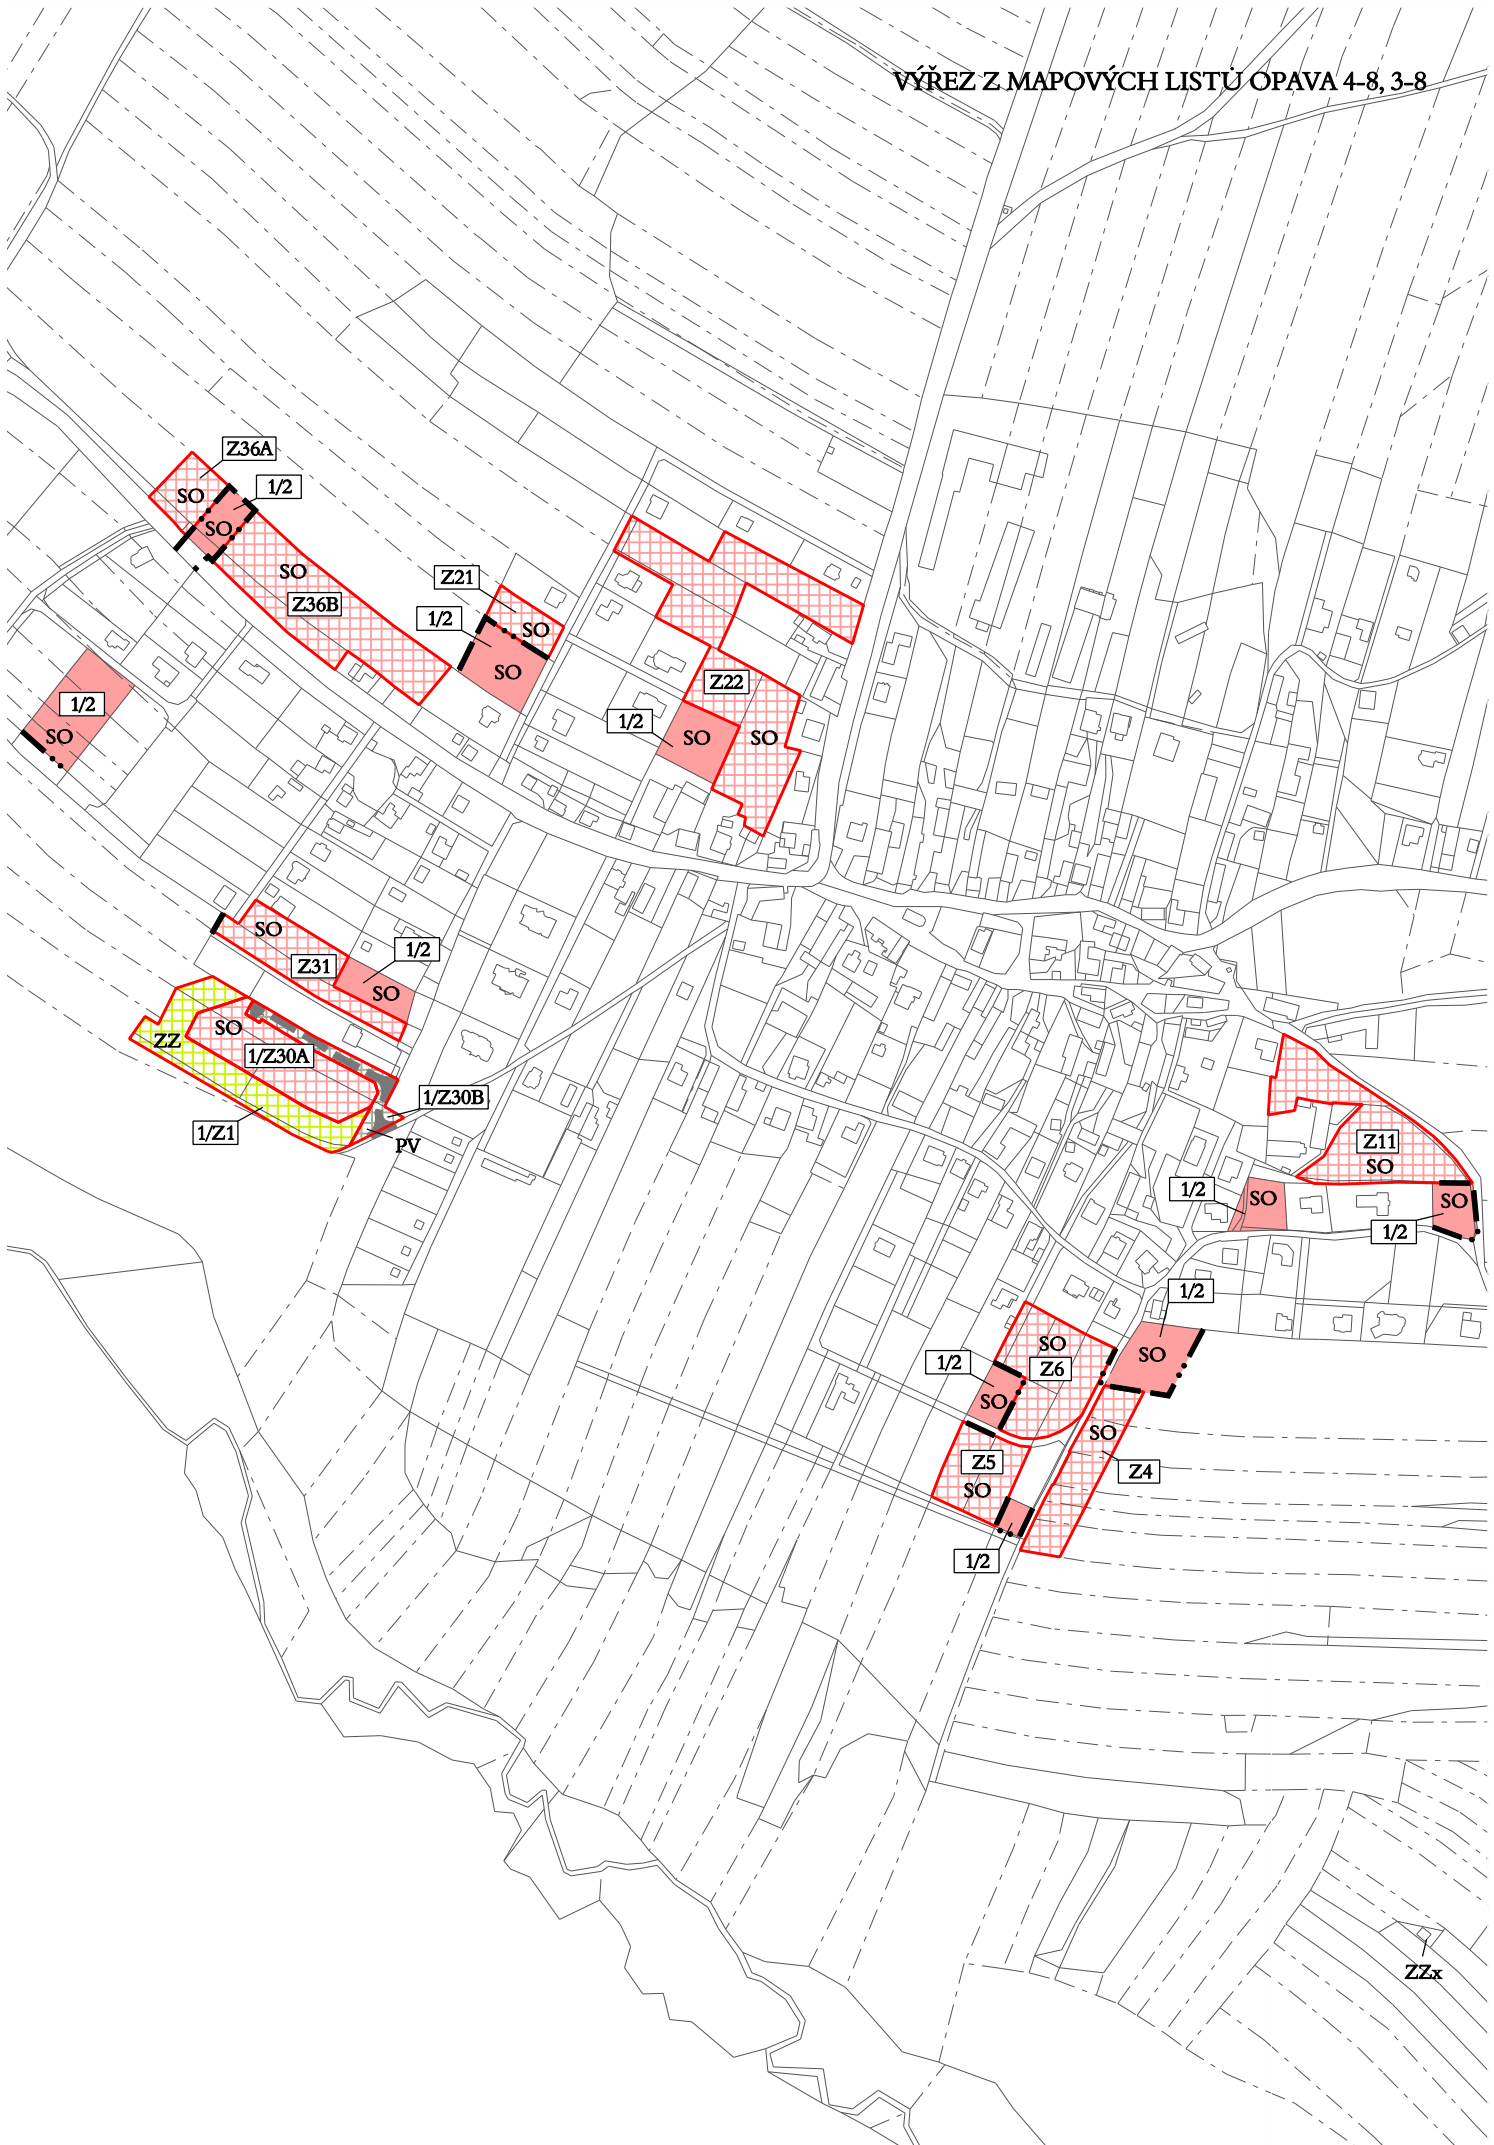 VÝŘEZ Z MAPOVÝCH LISTŮ OPAVA 4-8, 3-8
Z36A
1/2
SO
SO
SO
Z36B
Z21
1/2
SO
SO
Z22
1/2
SO
SO
1/2
SO
SO
Z31
1/2
SO
SO
ZZ
1/Z30A
1/Z30B
1/Z1
PV
Z11
SO
1/2
SO
SO
1/2
1/2
SO
SO
Z6
1/2
SO
SO
Z5
SO
Z4
1/2
ZZx